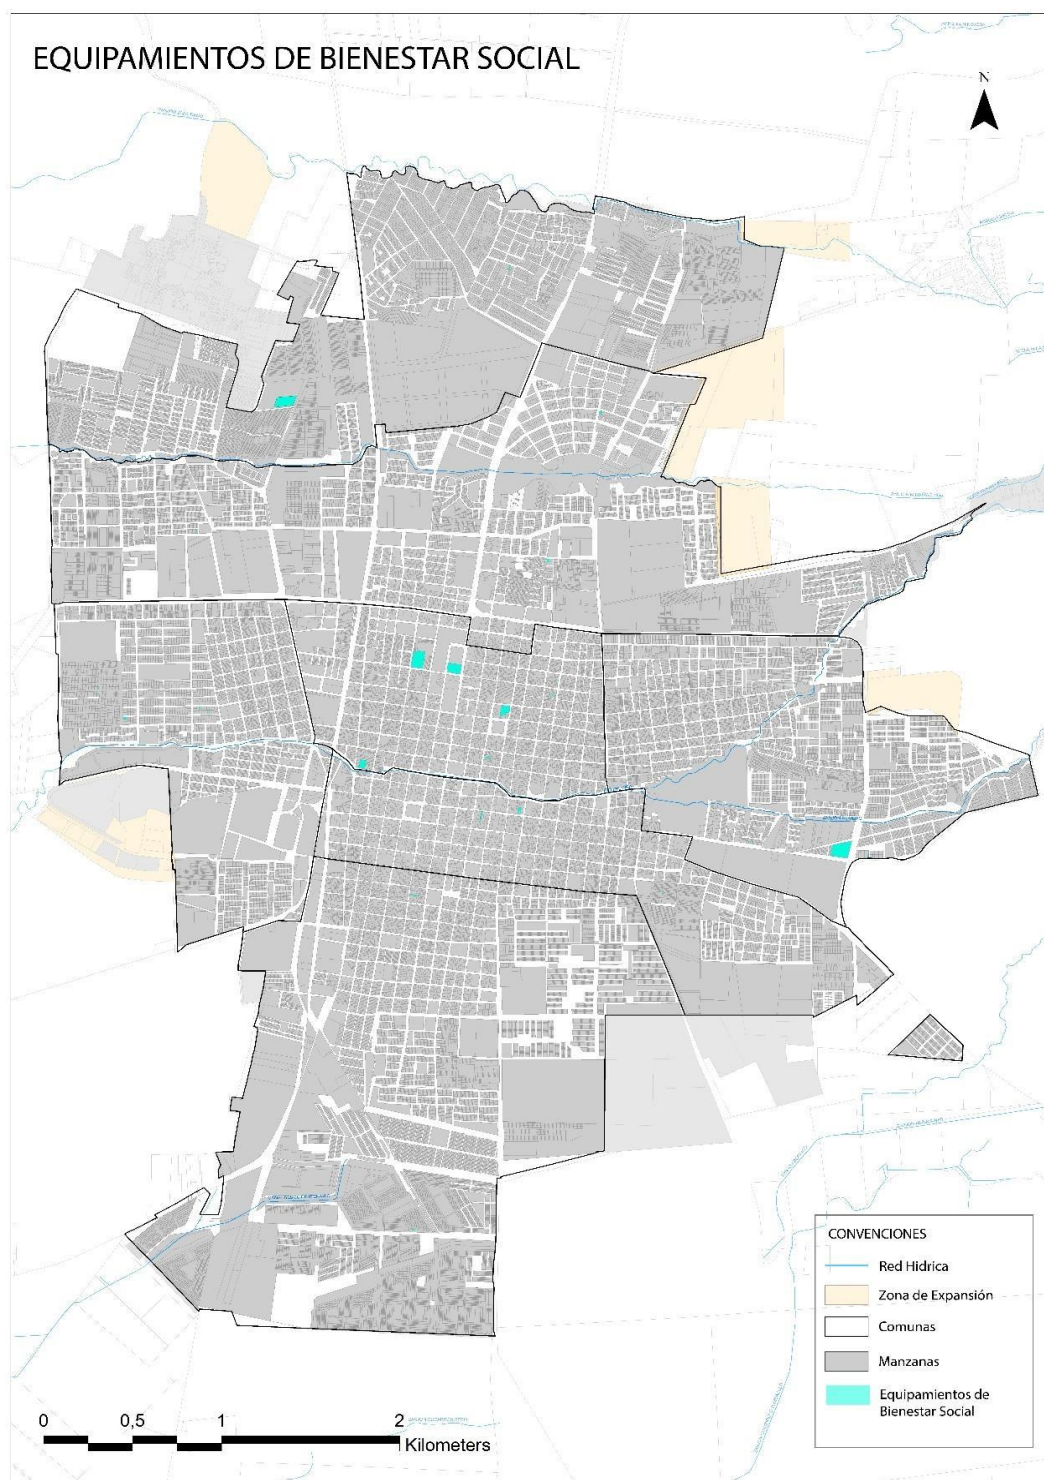 EQUIPAMIENTOS DE BIENESTAR SOCIAL
N
CONVENCIONES
Red Hidrica
Zona de Expansión
Comunas
Manzanas
Equipamientos de
Bienestar Social
0 0,5 1 2
Kilometers